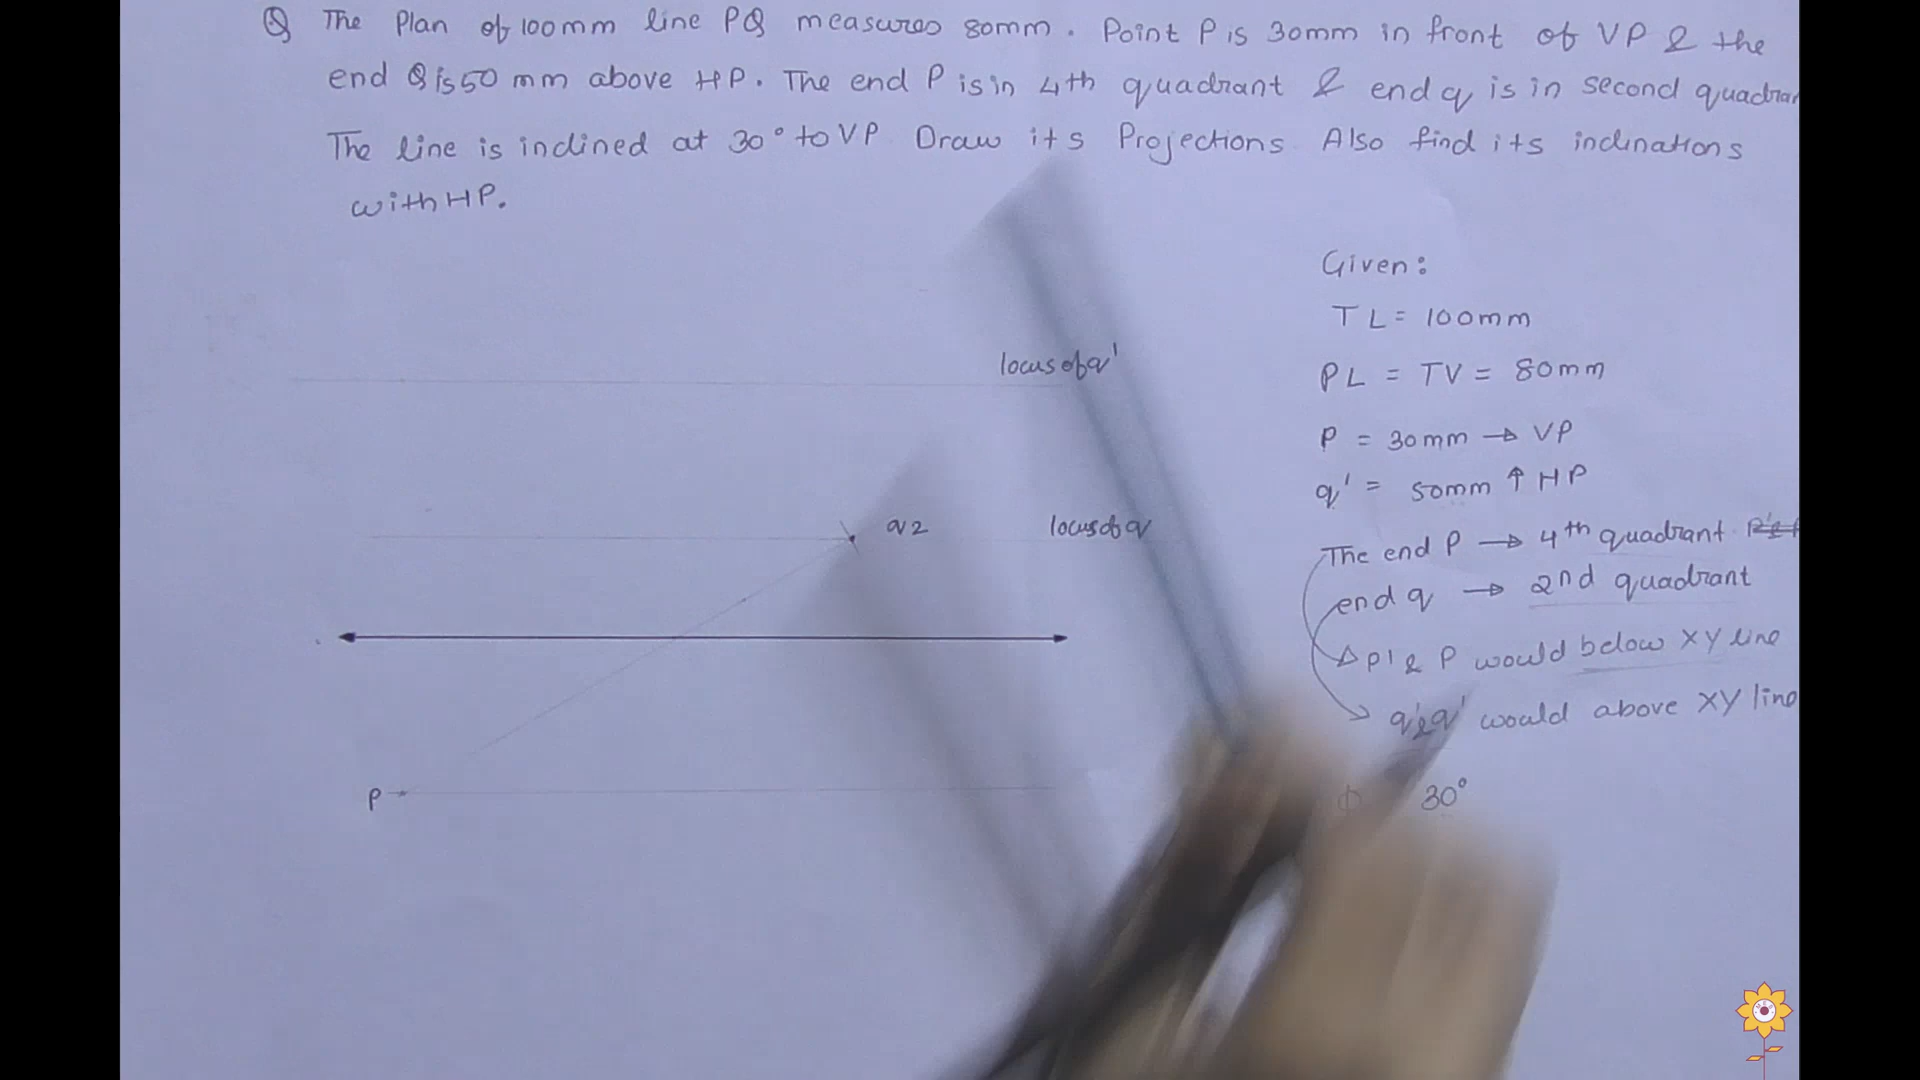 Q The Plan of 100mm line PQ measures 80mm. Point P is 30mm in front of VP & the
end Q is 50 mm above HP. The end P is in 4th quadrant & end q is in second
The line is inclined at 30° to VP Draw its Projections Also find its inclinations
with HP.
Given:
TL = 100mm
PL = TV = 80mm
P = 30mm → VP
q' = 50mm ↑ HP
The end P → 4th quadrant
end q → 2nd quadrant
P' & P would below XY line
would above XY line
30°
locus of q'
q2
locus of q
P